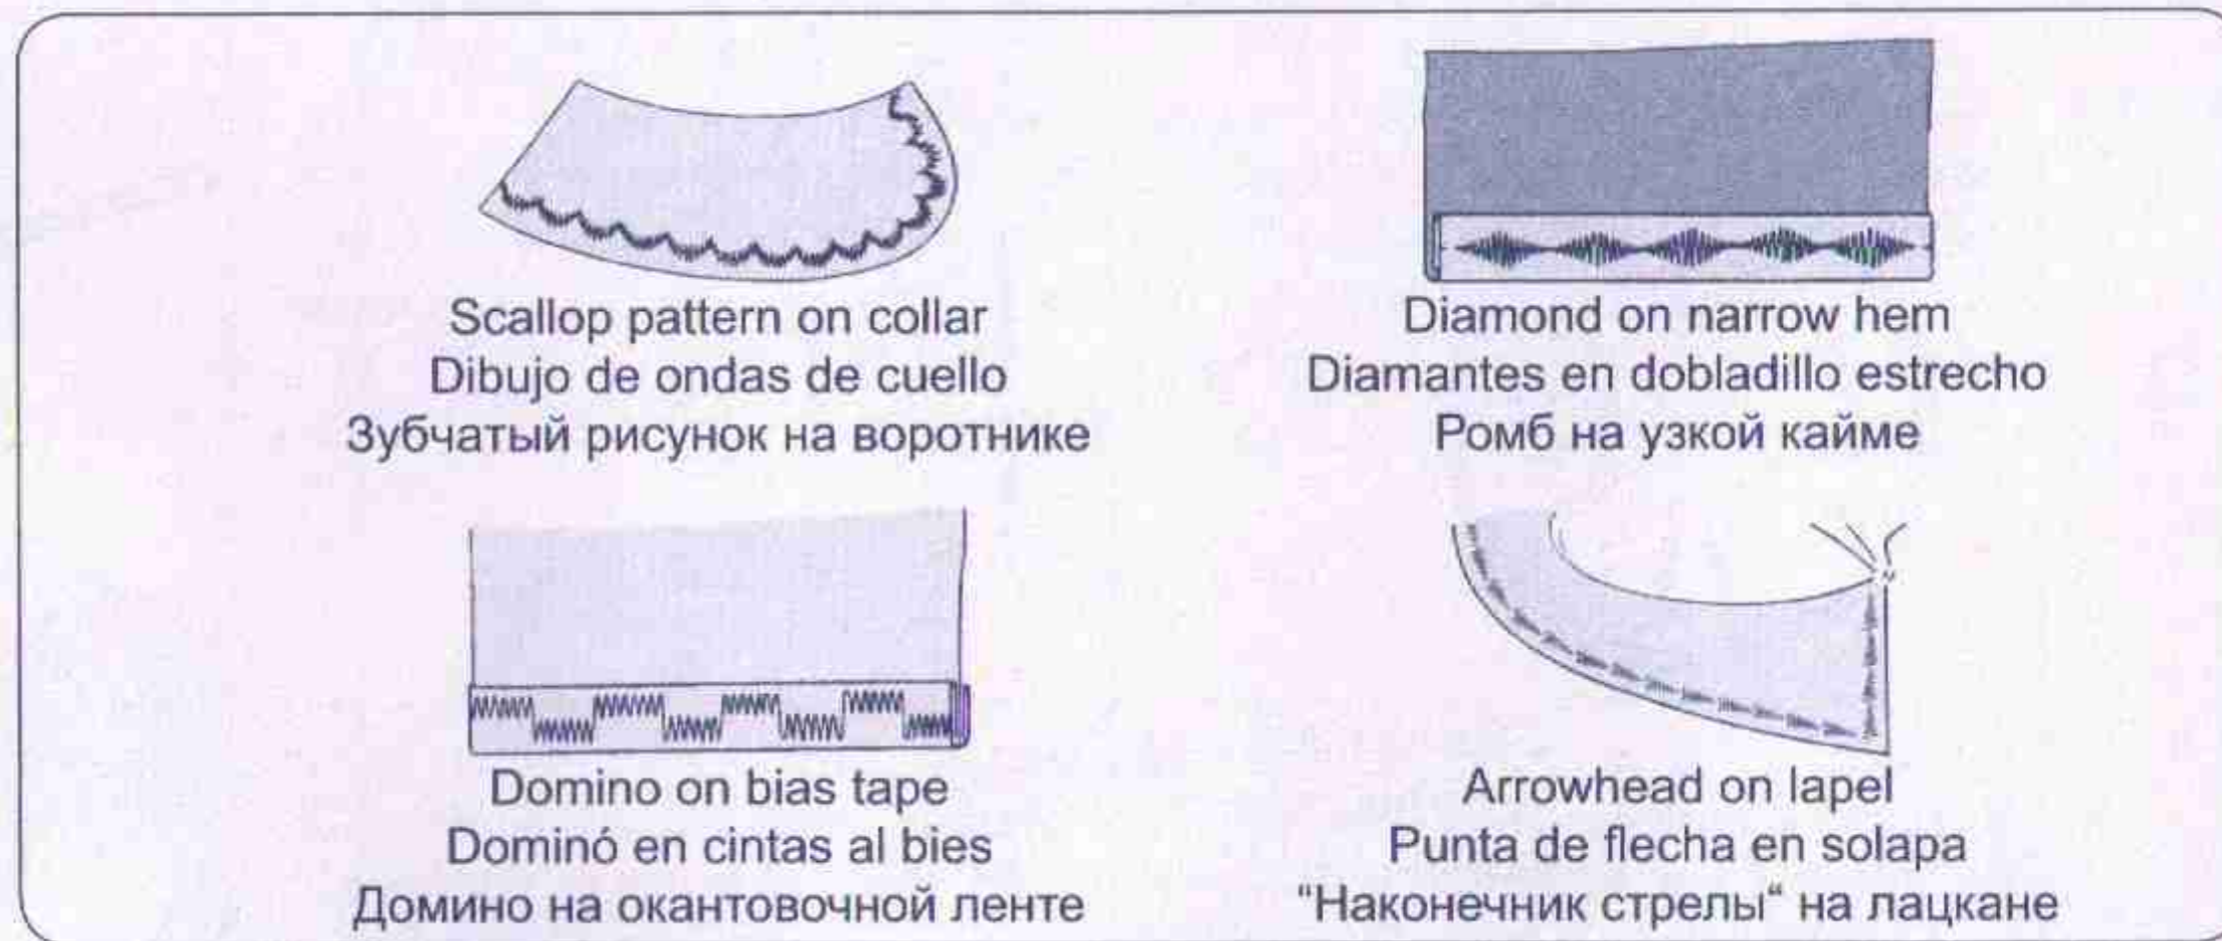 Scallop pattern on collar
Dibujo de ondas de cuello
Зубчатый рисунок на воротнике
Diamond on narrow hem
Diamantes en dobladillo estrecho
Ромб на узкой кайме
Domino on bias tape
Dominó en cintas al bies
Домино на окантовочной ленте
Arrowhead on lapel
Punta de flecha en solapa
“Наконечник стрелы“ на лацкане